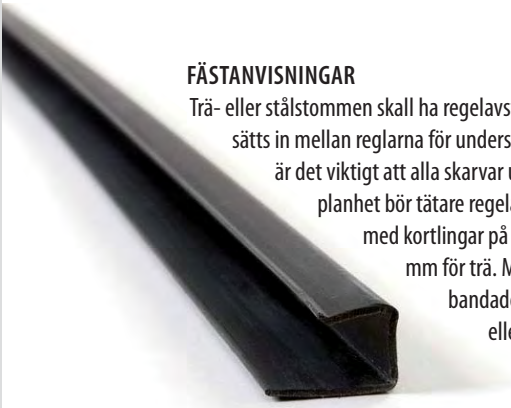 FÄSTANVISNINGAR
Trä- eller stålstommen skall ha regelavs
sätts in mellan reglarna för unders
är det viktigt att alla skarvar u
planhet bör tätare regela
med kortlingar på
mm för trä. M
bandade
elle